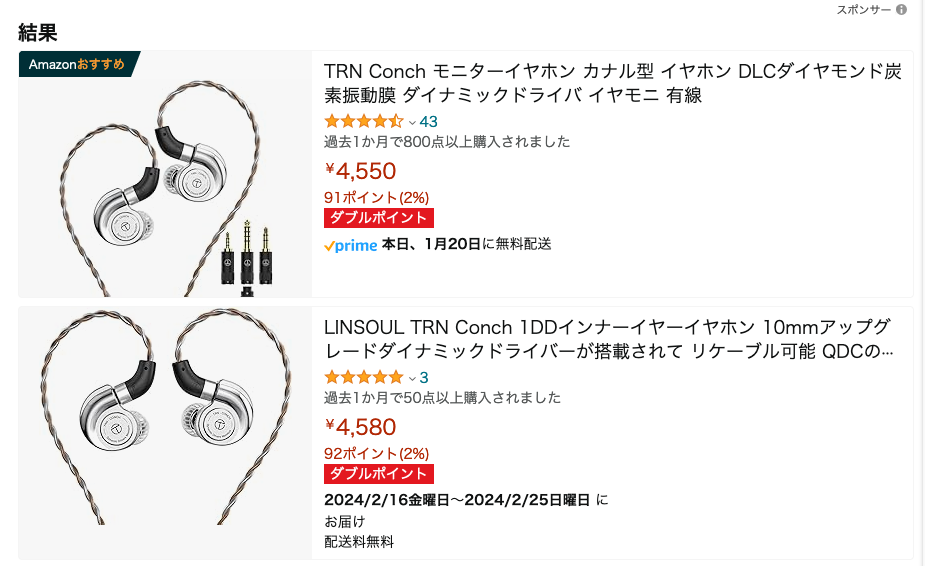 スポンサー
結果
Amazonおすすめ
TRN Conch モニターイヤホン カナル型 イヤホン DLCダイヤモンド炭
素振動膜 ダイナミックドライバ イヤモニ 有線
43
過去1か月で800点以上購入されました
¥4,550
91ポイント(2%)
ダブルポイント
prime 本日、1月20日に無料配送
LINSOUL TRN Conch 1DDインナーイヤーイヤホン 10mmアップグ
レードダイナミックドライバーが搭載されて リケーブル可能 QDCの…
3
過去1か月で50点以上購入されました
¥4,580
92ポイント(2%)
ダブルポイント
2024/2/16金曜日～2024/2/25日曜日 に
お届け
配送料無料